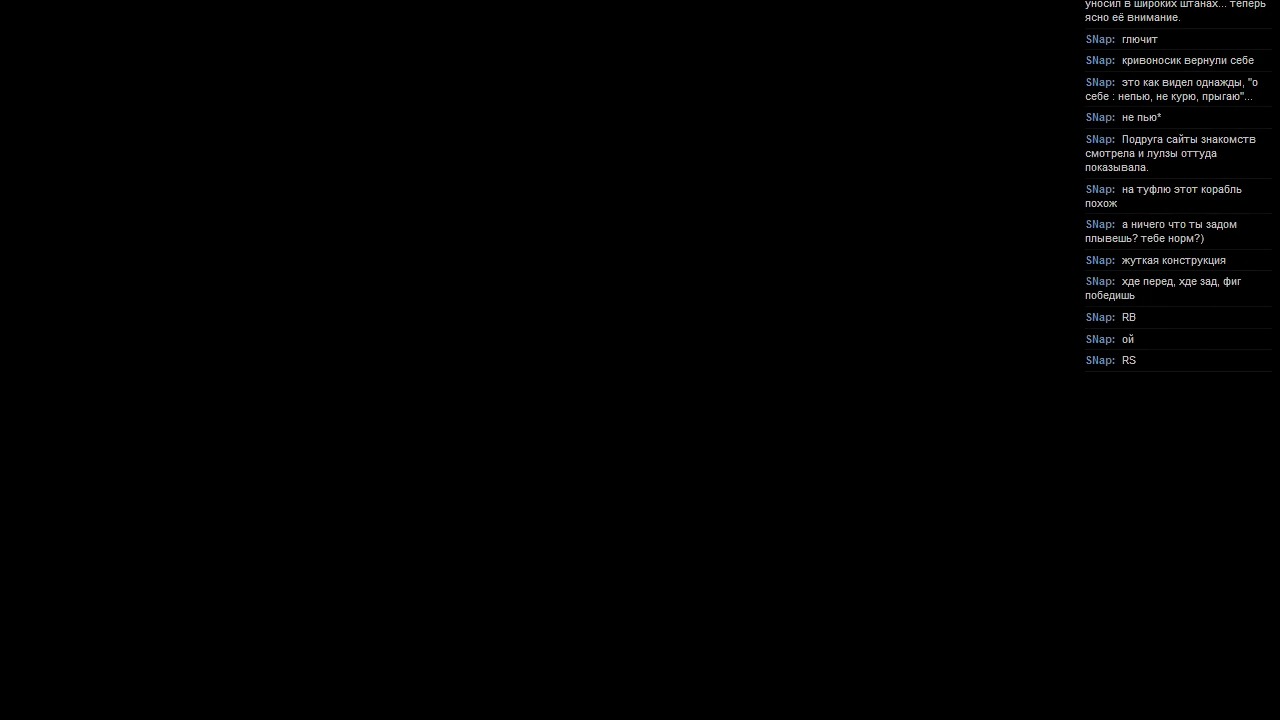 уносил в широких штанах... теперь
ясно её внимание.
SNap: глючит
SNap: кривоносик вернули себе
SNap: это как видел однажды, "о
себе : непью, не курю, прыгаю"...
SNap: не пью*
SNap: Подруга сайты знакомств
смотрела и лулзы оттуда
показывала.
SNap: на туфлю этот корабль
похож
SNap: а ничего что ты задом
плывешь? тебе норм?)
SNap: жуткая конструкция
SNap: хде перед, хде зад, фиг
победишь
SNap: RB
SNap: ой
SNap: RS